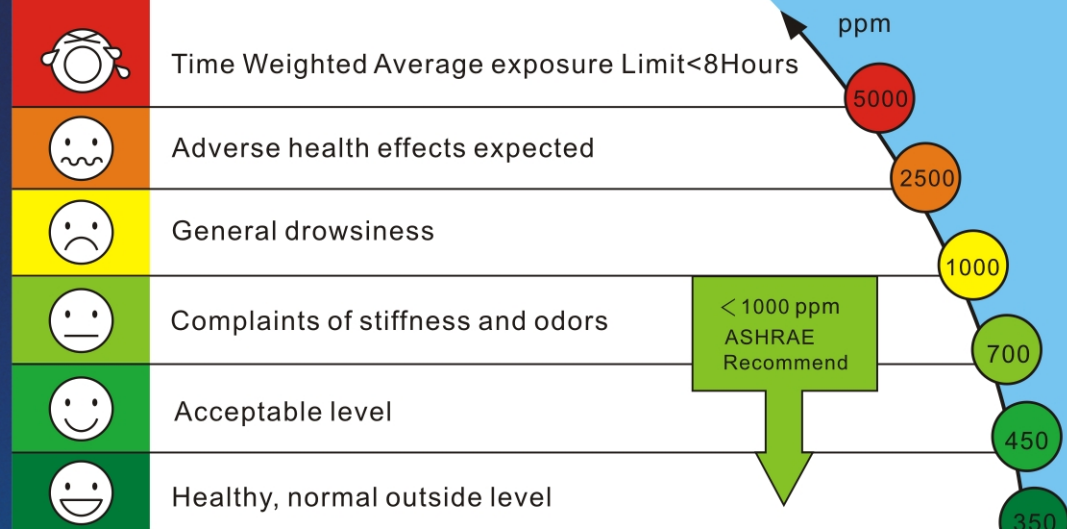 ppm
Time Weighted Average exposure Limit<8Hours
5000
Adverse health effects expected
2500
General drowsiness
1000
Complaints of stiffness and odors
<1000 ppm
ASHRAE
Recommend
700
Acceptable level
450
Healthy, normal outside level
350